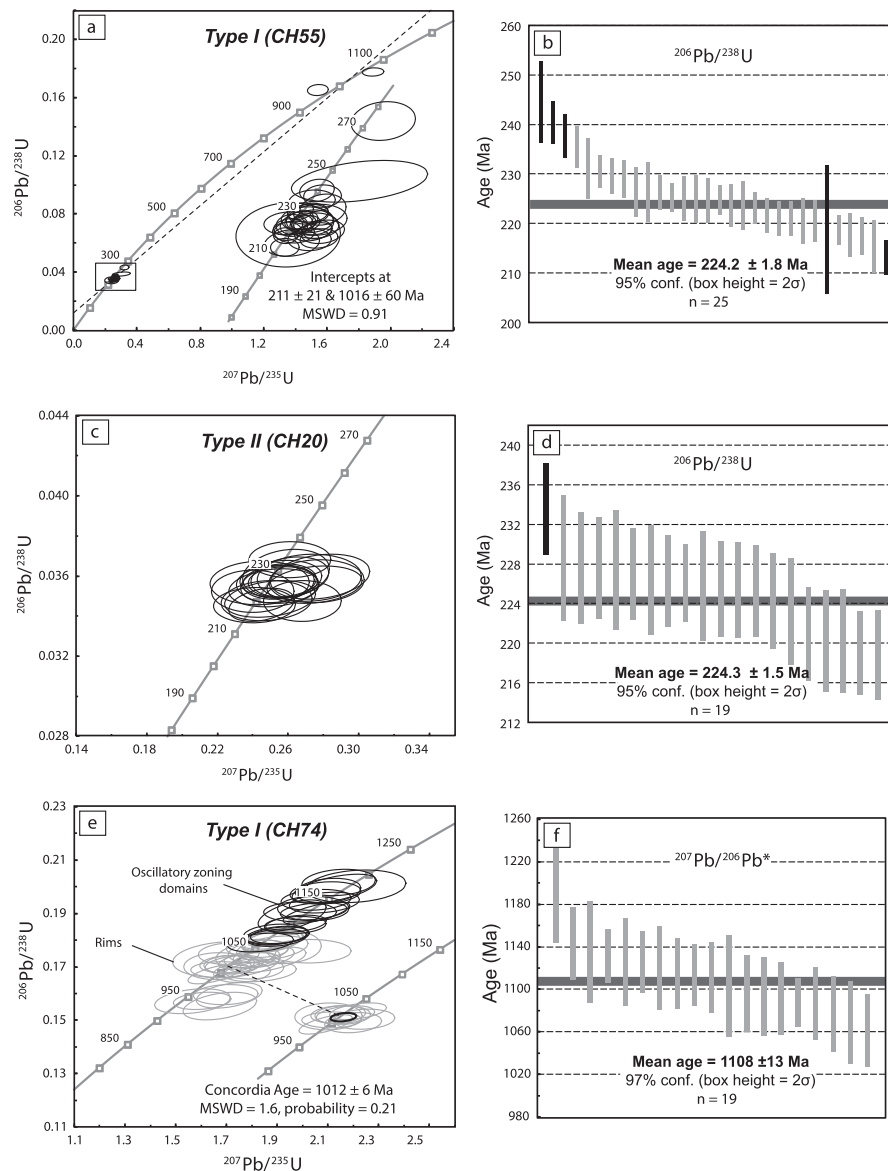 a
Type I (CH55)
0.20
0.16
0.12
0.08
0.04
0.00
²⁰⁶Pb/²³⁸U
1100
900
700
500
300
270
250
230
210
190
Intercepts at
211 ± 21 & 1016 ± 60 Ma
MSWD = 0.91
0.0 0.4 0.8 1.2 1.6 2.0 2.4
²⁰⁷Pb/²³⁵U
b
²⁰⁶Pb/²³⁸U
260
250
240
230
220
210
200
Age (Ma)
Mean age = 224.2 ± 1.8 Ma
95% conf. (box height = 2σ)
n = 25
c
Type II (CH20)
0.044
0.040
0.036
0.032
0.028
²⁰⁶Pb/²³⁸U
270
250
230
210
190
0.14 0.18 0.22 0.26 0.30 0.34
²⁰⁷Pb/²³⁵U
d
²⁰⁶Pb/²³⁸U
240
236
232
228
224
220
216
212
Age (Ma)
Mean age = 224.3 ± 1.5 Ma
95% conf. (box height = 2σ)
n = 19
e
Type I (CH74)
0.23
0.21
0.19
0.17
0.15
0.13
0.11
²⁰⁶Pb/²³⁸U
1250
Oscillatory zoning
domains
1150
Rims
1050
950
850
1150
1050
950
Concordia Age = 1012 ± 6 Ma
MSWD = 1.6, probability = 0.21
1.1 1.3 1.5 1.7 1.9 2.1 2.3 2.5
²⁰⁷Pb/²³⁵U
f
²⁰⁷Pb/²⁰⁶Pb*
1260
1220
1180
1140
1100
1060
1020
980
Age (Ma)
Mean age = 1108 ±13 Ma
97% conf. (box height = 2σ)
n = 19